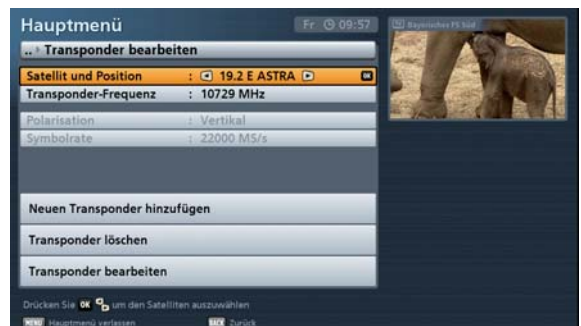 Hauptmenü
Fr 09:57
Bayerisches FS Süd
.. Transponder bearbeiten
Satellit und Position : 19.2 E ASTRA OK
Transponder-Frequenz : 10729 MHz
Polarisation : Vertikal
Symbolrate : 22000 MS/s
Neuen Transponder hinzufügen
Transponder löschen
Transponder bearbeiten
Drücken Sie OK um den Satelliten auszuwählen
MENU Hauptmenü verlassen
BACK Zurück